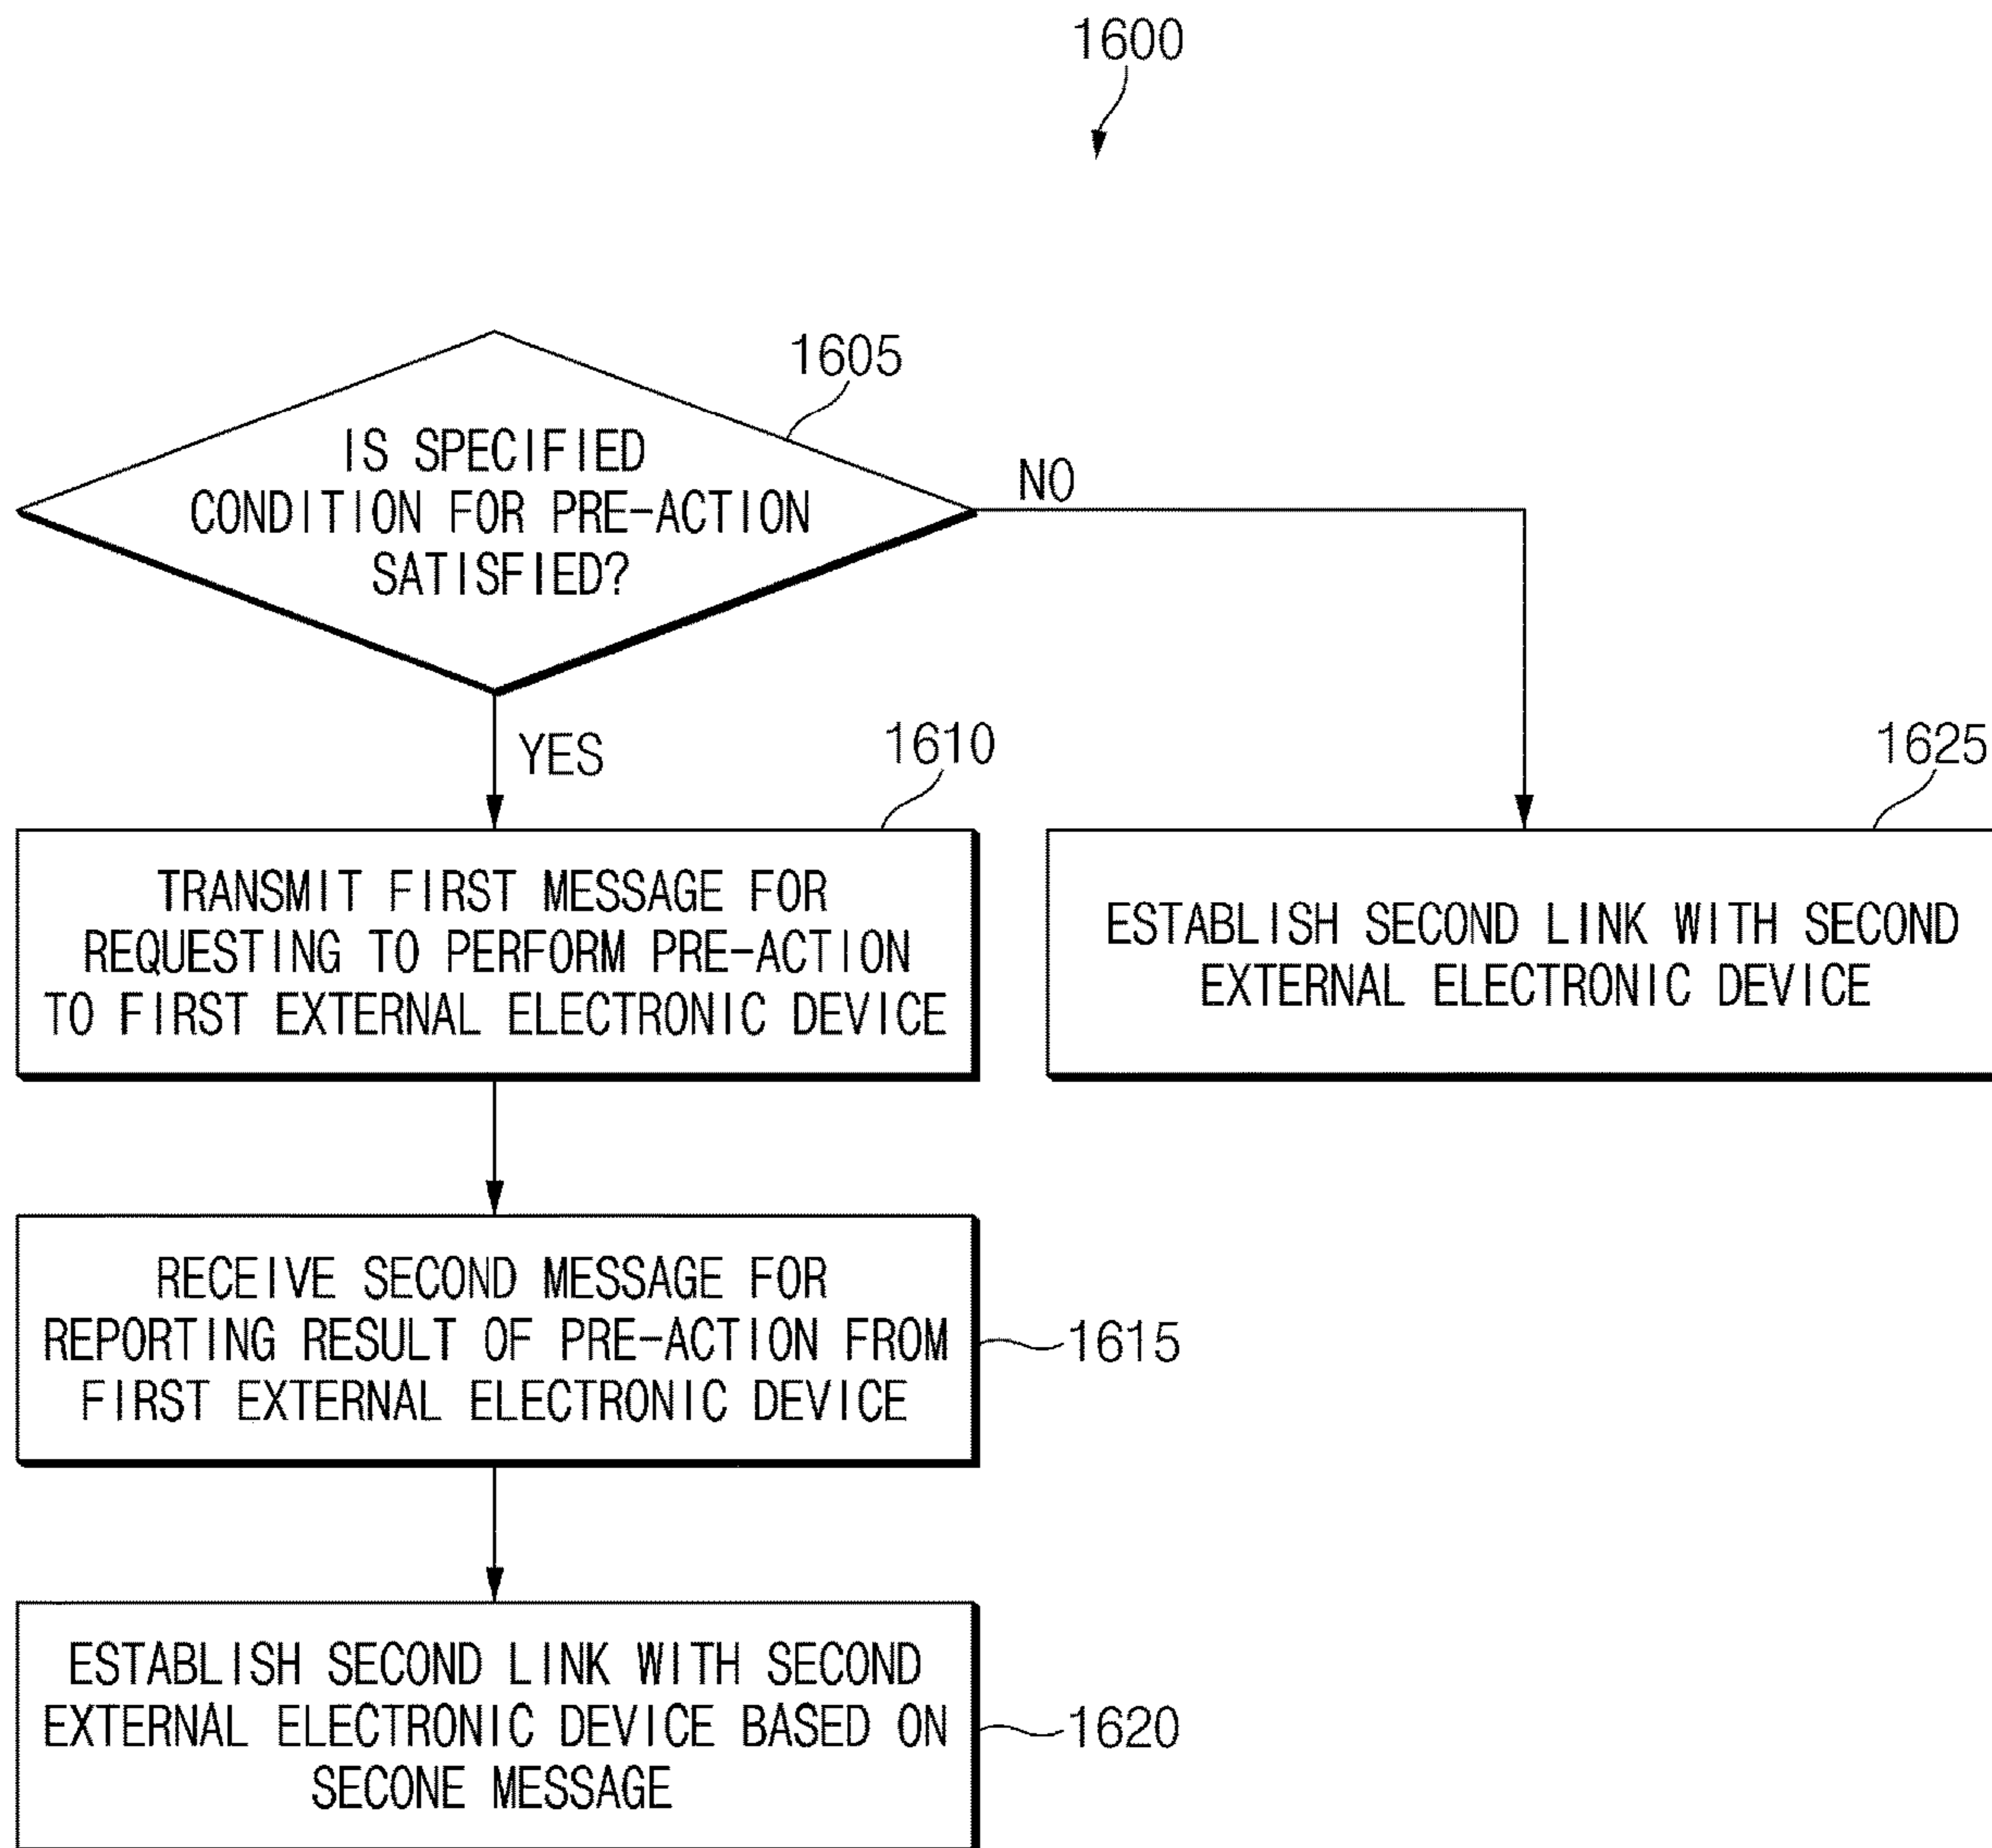 1600
1605
IS SPECIFIED
CONDITION FOR PRE-ACTION
SATISFIED?
NO
YES
1610
TRANSMIT FIRST MESSAGE FOR
REQUESTING TO PERFORM PRE-ACTION
TO FIRST EXTERNAL ELECTRONIC DEVICE
1625
ESTABLISH SECOND LINK WITH SECOND
EXTERNAL ELECTRONIC DEVICE
RECEIVE SECOND MESSAGE FOR
REPORTING RESULT OF PRE-ACTION FROM
FIRST EXTERNAL ELECTRONIC DEVICE
1615
ESTABLISH SECOND LINK WITH SECOND
EXTERNAL ELECTRONIC DEVICE BASED ON
SECONE MESSAGE
1620